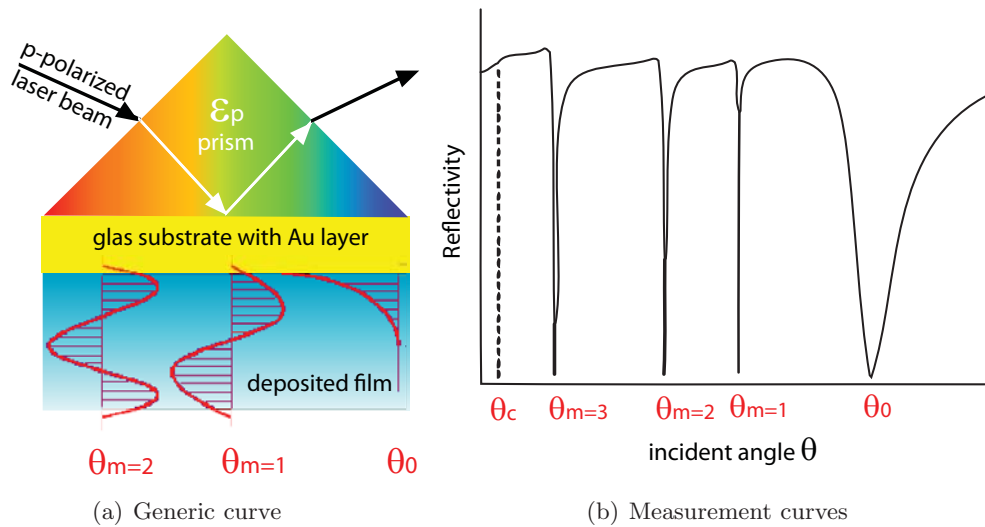 p-polarized
laser beam
εp
prism
glas substrate with Au layer
deposited film
θm=2
θm=1
θ0
(a) Generic curve
Reflectivity
θc
θm=3
θm=2
θm=1
θ0
incident angle θ
(b) Measurement curves